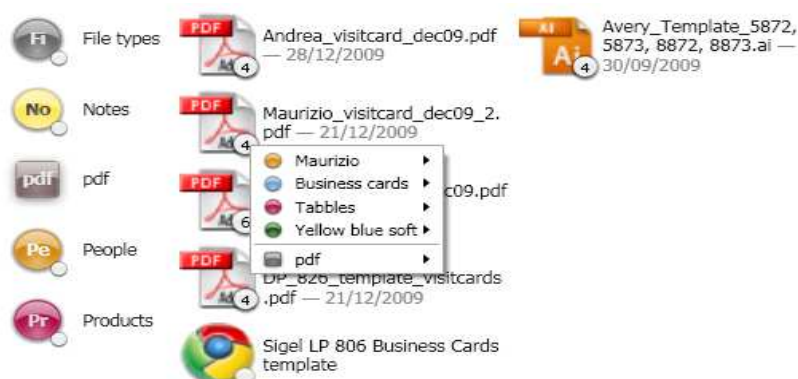 Fi File types
No Notes
pdf pdf
Pe People
Pr Products
PDF
4
Andrea_visitcard_dec09.pdf
— 28/12/2009
PDF
4
Maurizio_visitcard_dec09_2.
pdf — 21/12/2009
PDF
6
c09.pdf
Maurizio
Business cards
Tabbles
Yellow blue soft
pdf
PDF
4
DP_826_template_visitcards
.pdf — 21/12/2009
Sigel LP 806 Business Cards
template
AI
Ai
4
Avery_Template_5872,
5873, 8872, 8873.ai —
30/09/2009